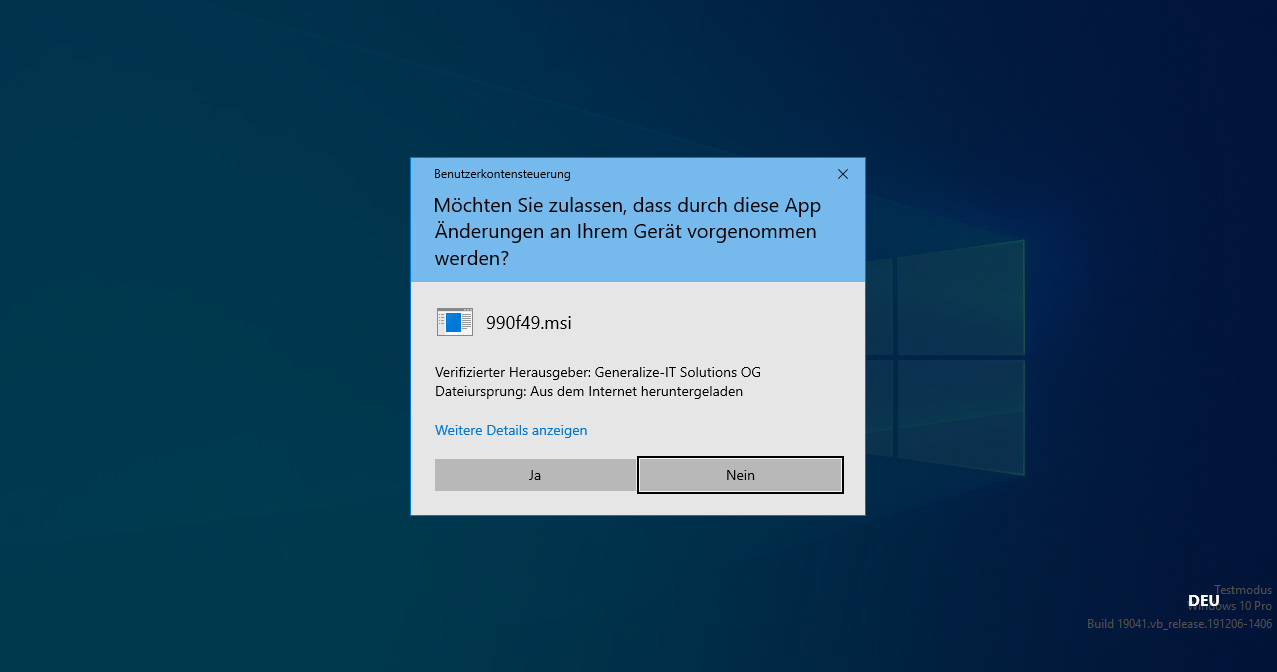 Benutzerkontensteuerung
Möchten Sie zulassen, dass durch diese App
Änderungen an Ihrem Gerät vorgenommen
werden?
990f49.msi
Verifizierter Herausgeber: Generalize-IT Solutions OG
Dateiursprung: Aus dem Internet heruntergeladen
Weitere Details anzeigen
Ja
Nein
Testmodus
DEU
Windows 10 Pro
Build 19041.vb_release.191206-1406